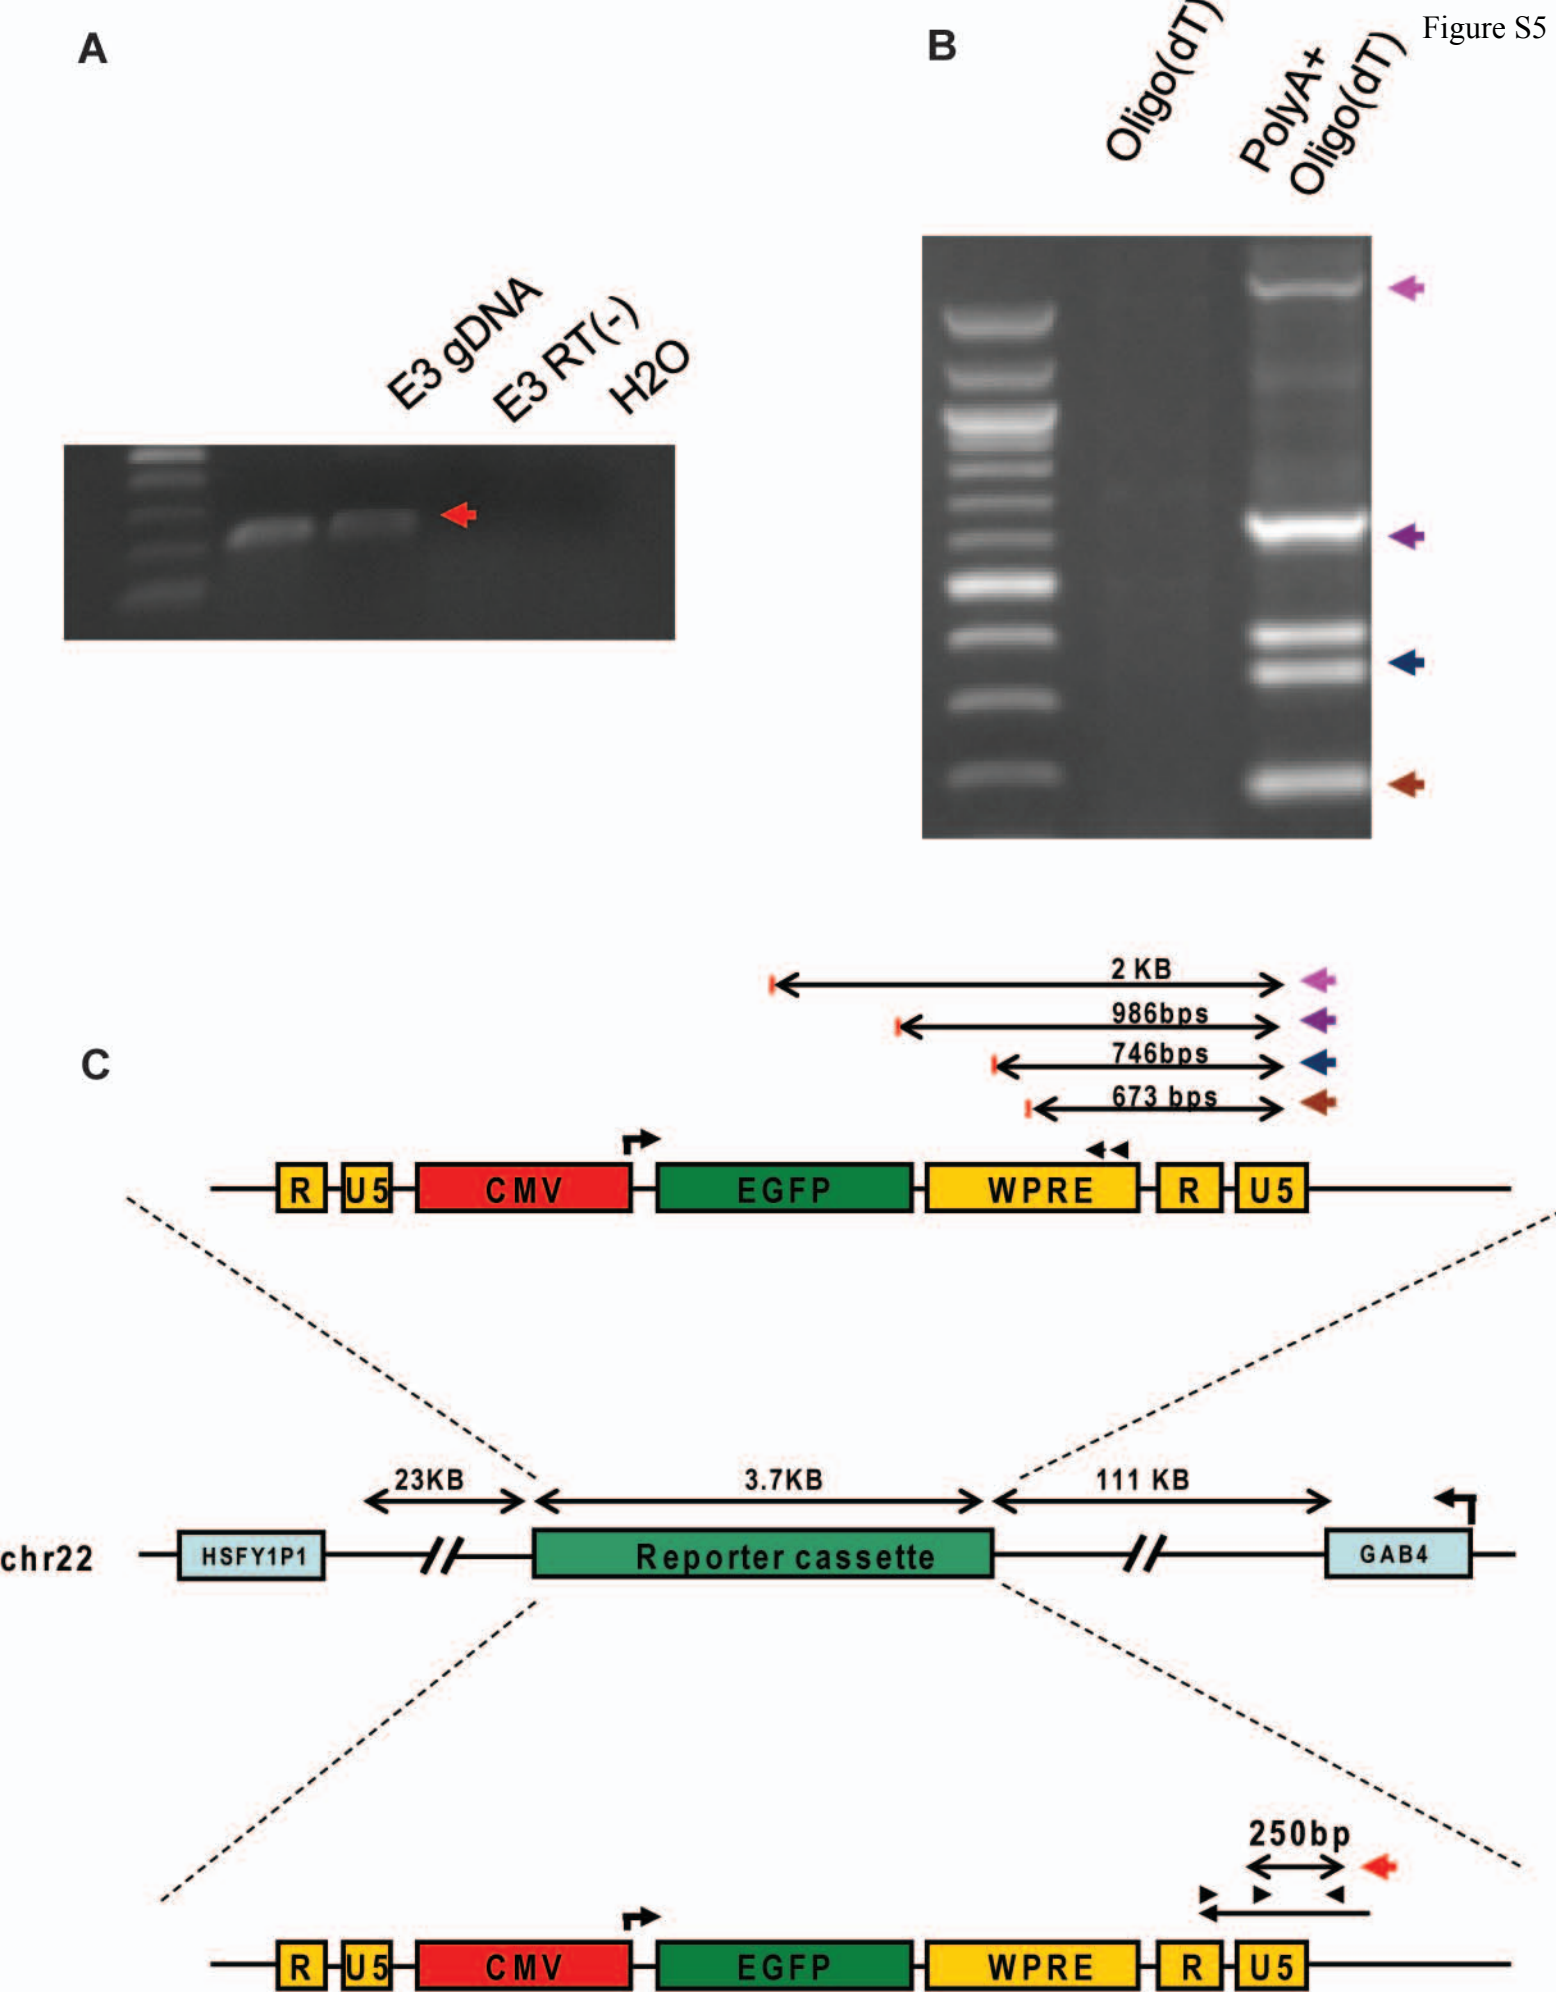 Figure S5
A
B
Oligo(dT)
PolyA+
Oligo(dT)
E3 gDNA
E3 RT(-)
H2O
C
2 KB
986bps
746bps
673 bps
R U5 CMV EGFP WPRE R U5
23KB 3.7KB 111 KB
chr22 HSFY1P1 Reporter cassette GAB4
250bp
R U5 CMV EGFP WPRE R U5